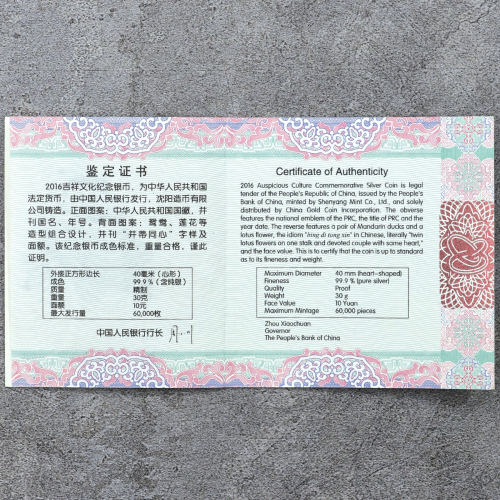 鉴定证书
2016吉祥文化纪念银币，为中华人民共和国
法定货币，由中国人民银行发行，沈阳造币有限
公司铸造。正面图案：中华人民共和国国徽，并
刊国名、年号。背面图案：鸳鸯、莲花等
造型组合设计，并刊“并蒂同心”字样及
面额。该纪念银币成色标准，重量合格，谨此
证明。
外接正方形边长 40毫米（心形）
成色 99.9％（含纯银）
质量 精制
重量 30克
面额 10元
最大发行量 60,000枚
中国人民银行行长
Certificate of Authenticity
2016 Auspicious Culture Commemorative Silver Coin is legal
tender of the People's Republic of China, issued by the People's
Bank of China, minted by Shenyang Mint Co., Ltd., and solely
distributed by China Gold Coin Incorporation. The obverse
features the national emblem of the PRC, the title of PRC and the
year date. The reverse features a pair of Mandarin ducks and a
lotus flower, the idiom "bing di tong xin" in Chinese, literally "twin
lotus flowers on one stalk and devoted couple with same heart,"
and the face value. This is to certify that the coin is up to standard
as to its fineness and weight.
Maximum Diameter 40 mm (heart-shaped)
Fineness 99.9 % (pure silver)
Quality Proof
Weight 30 g
Face Value 10 Yuan
Maximum Mintage 60,000 pieces
Zhou Xiaochuan
Governor
The People's Bank of China